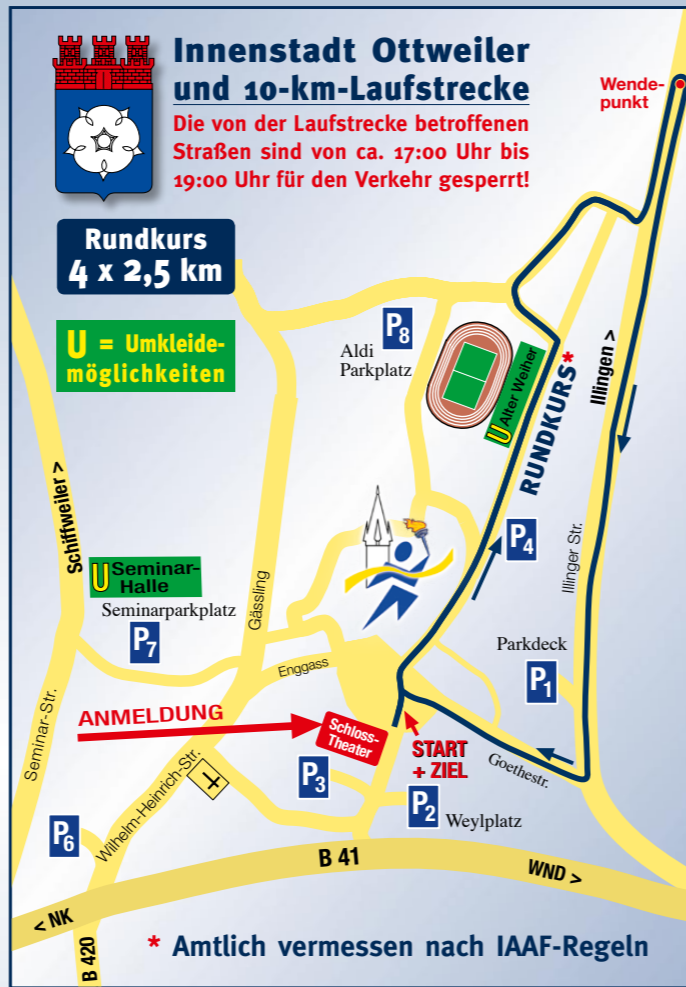 Innenstadt Ottweiler
und 10-km-Laufstrecke
Die von der Laufstrecke betroffenen
Straßen sind von ca. 17:00 Uhr bis
19:00 Uhr für den Verkehr gesperrt!
Wende-
punkt
Rundkurs
4 x 2,5 km
U = Umkleide-
möglichkeiten
P8
Aldi
Parkplatz
U Alter Weiher
RUNDKURS*
Illingen >
Schiffweiler >
P4
Illinger Str.
U Seminar-
Halle
Seminarparkplatz
P7
Gässling
Parkdeck
P1
Enggass
Seminar-Str.
ANMELDUNG
Schloss-
Theater
START
+ ZIEL
Goethestr.
Wilhelm-Heinrich-Str.
P3
P2
Weylplatz
P6
B 41
WND >
< NK
B 420
* Amtlich vermessen nach IAAF-Regeln